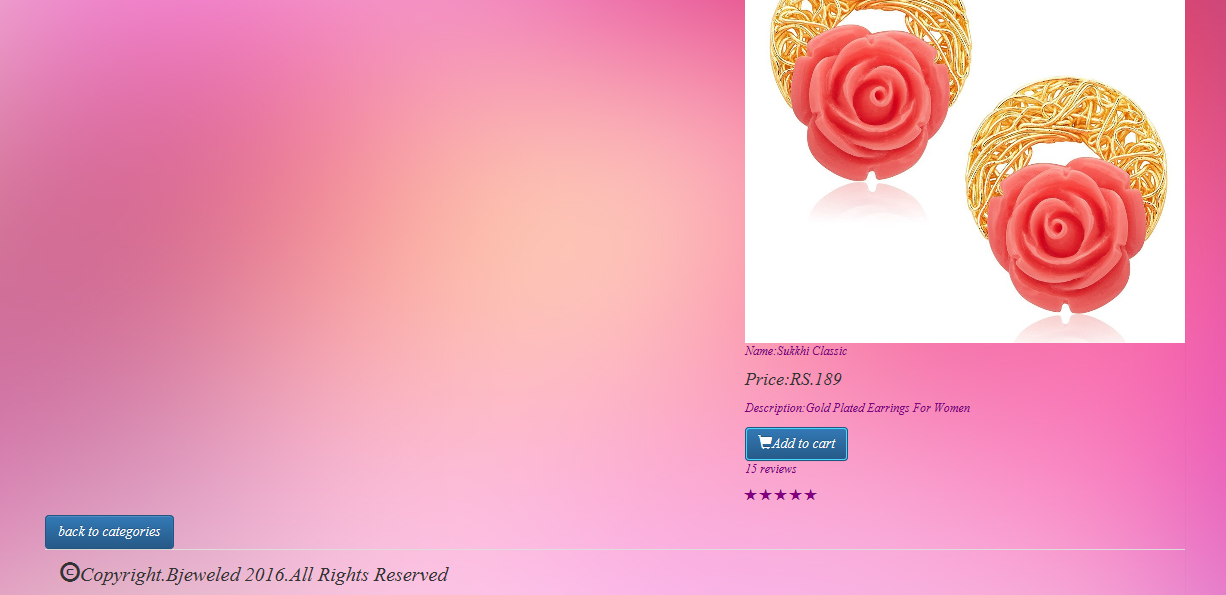 Name:Sukkhi Classic
Price:RS.189
Description:Gold Plated Earrings For Women
Add to cart
15 reviews
★★★★★
back to categories
©Copyright.Bjeweled 2016.All Rights Reserved